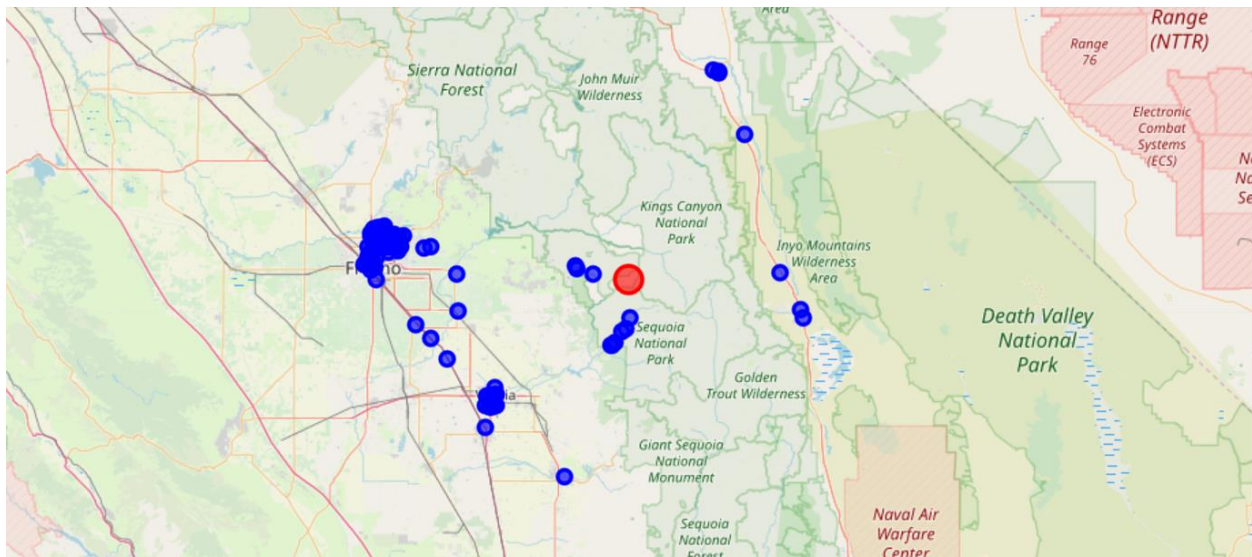 Area
Range
(NTTR)
Range
76
Sierra National
Forest
John Muir
Wilderness
Electronic
Combat
Systems
(ECS)
Kings Canyon
National
Park
Inyo Mountains
Wilderness
Area
Death Valley
National
Park
Sequoia
National
Park
Golden
Trout Wilderness
Giant Sequoia
National
Monument
Naval Air
Warfare
Center
Sequoia
National
Forest